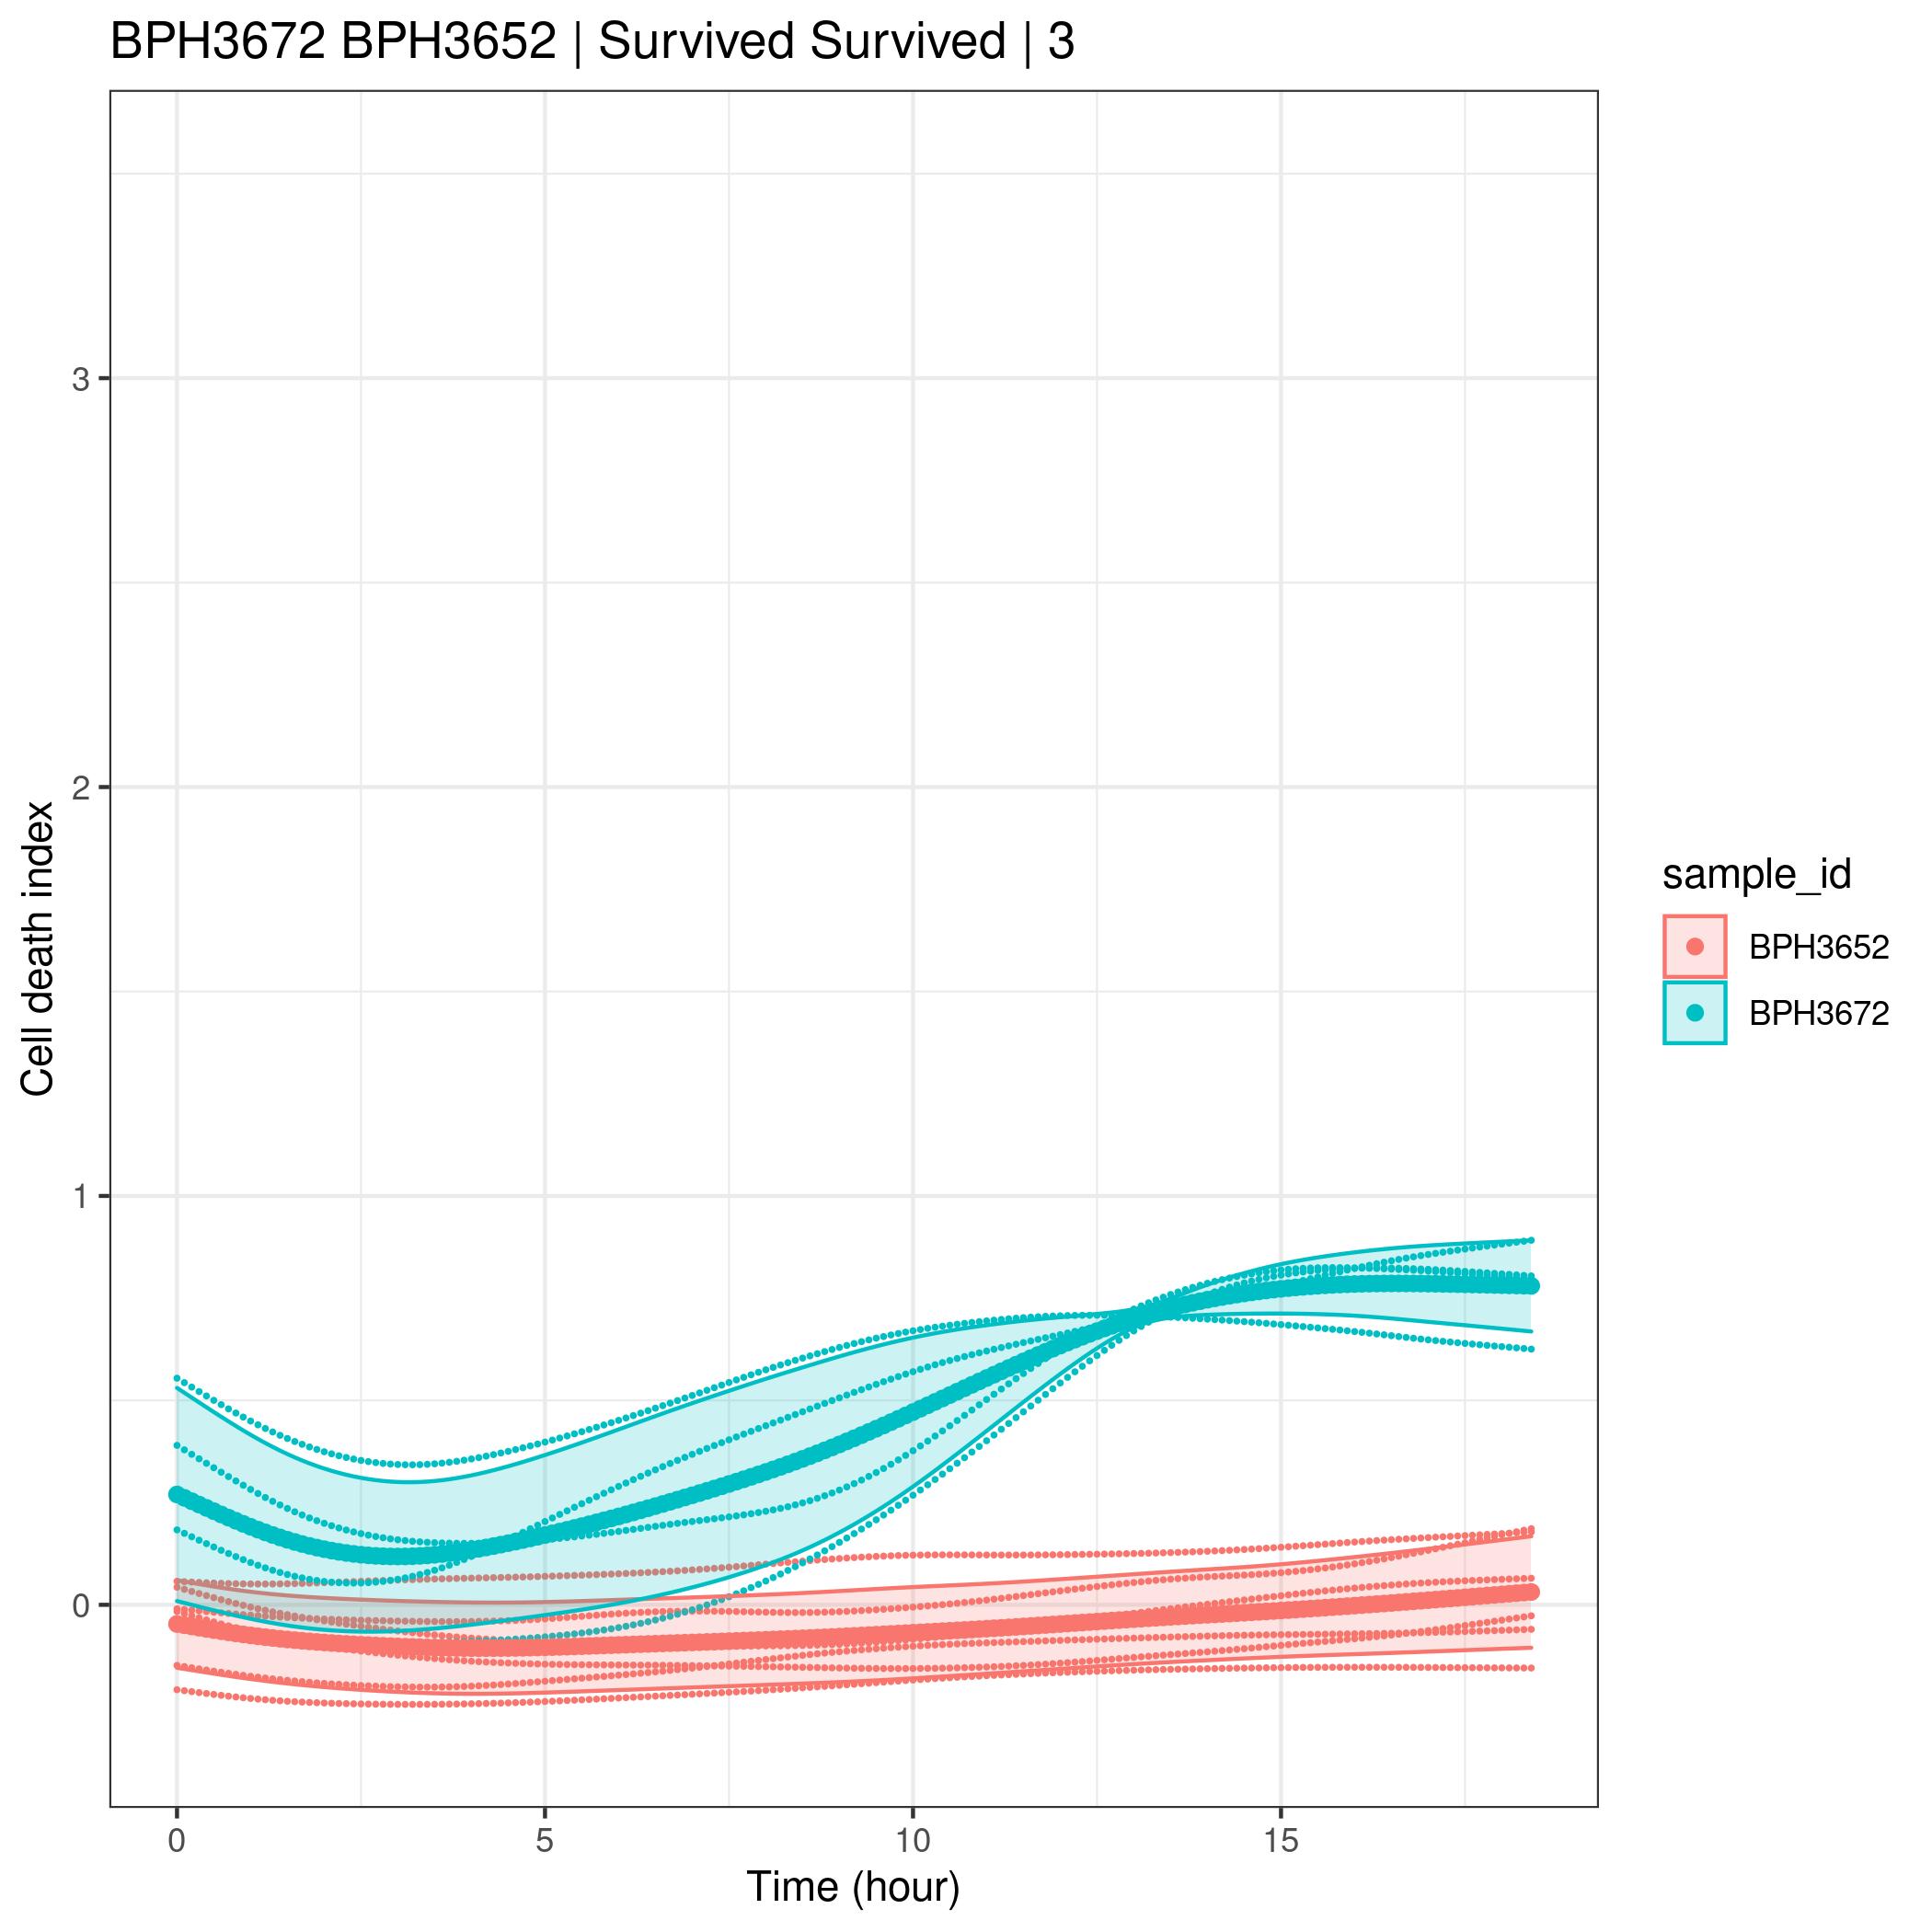 BPH3672 BPH3652 | Survived Survived | 3
Cell death index
3
2
1
0
0 5 10 15
Time (hour)
sample_id
BPH3652
BPH3672